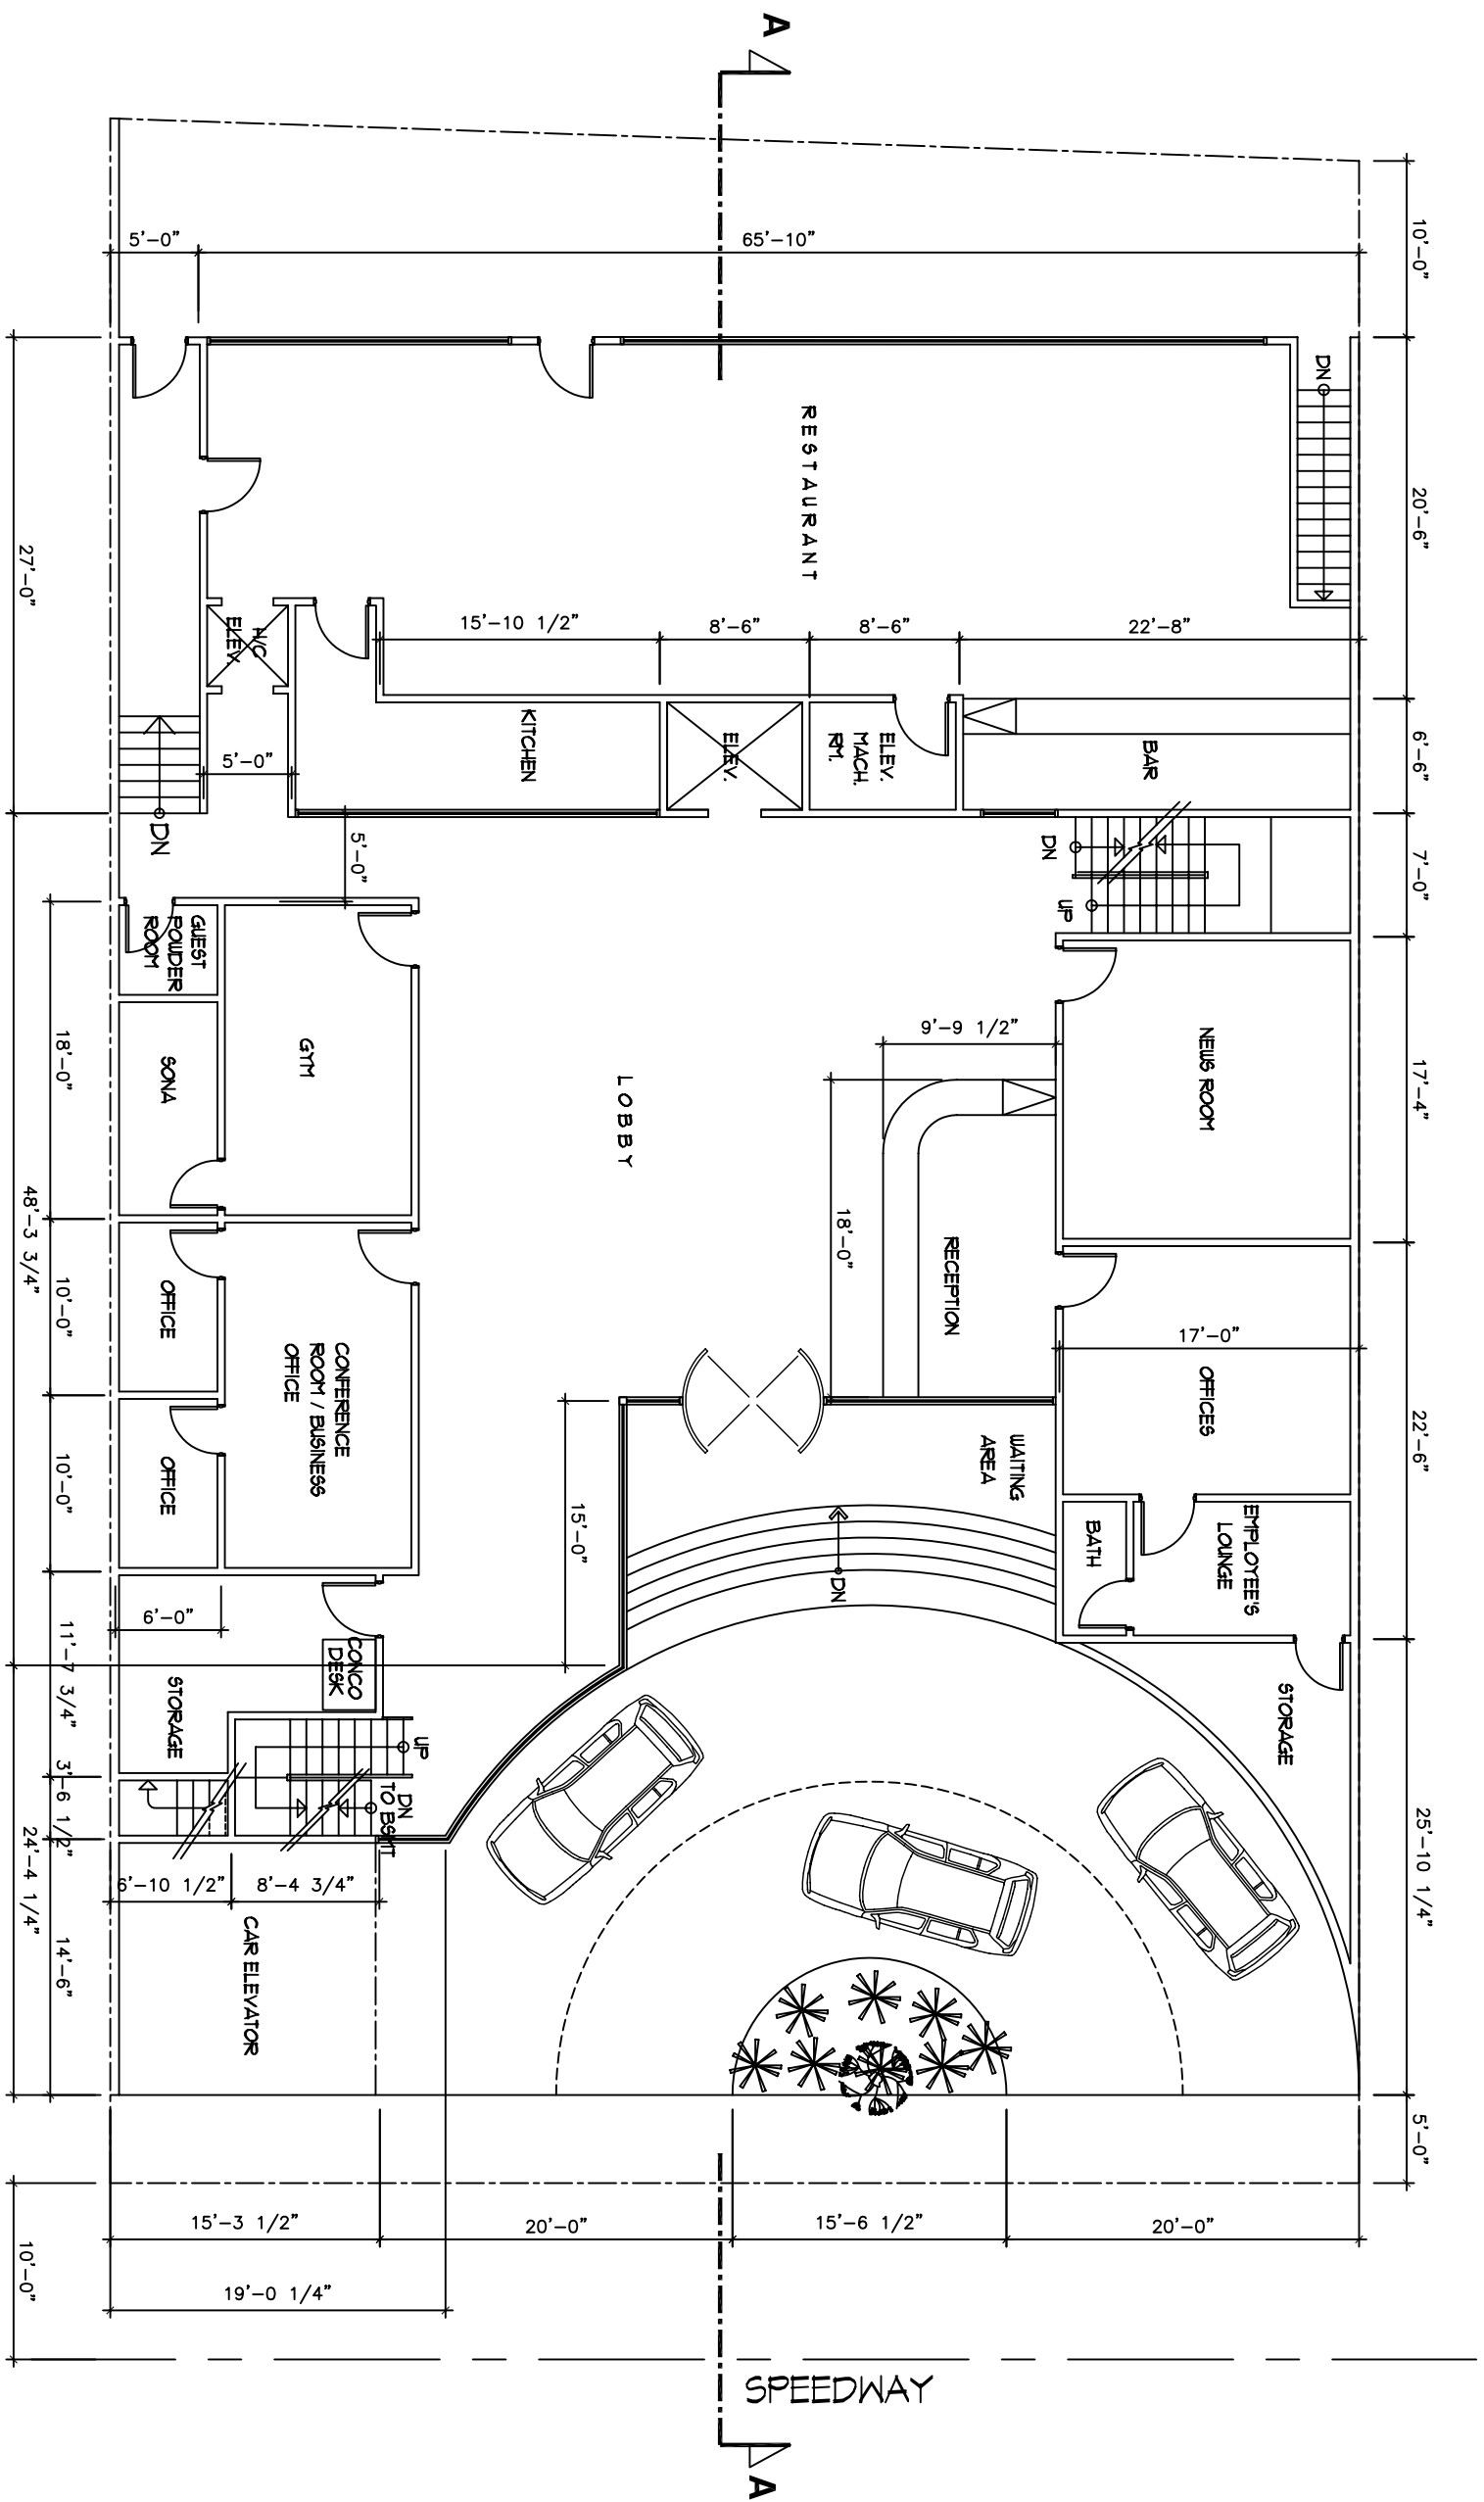 A
10'-0"
5'-0"
65'-10"
DN
RESTAURANT
20'-6"
27'-0"
H/C
ELEV.
15'-10 1/2"
8'-6"
8'-6"
22'-8"
KITCHEN
ELEV.
ELEV.
MACH.
RM.
BAR
6'-6"
5'-0"
DN
5'-0"
DN
UP
7'-0"
GUEST
POWDER
ROOM
18'-0"
SONA
GYM
LOBBY
9'-9 1/2"
NEWS ROOM
17'-4"
48'-3 3/4"
18'-0"
RECEPTION
10'-0"
OFFICE
CONFERENCE
ROOM / BUSINESS
OFFICE
17'-0"
OFFICES
22'-6"
10'-0"
OFFICE
15'-0"
WAITING
AREA
DN
BATH
EMPLOYEE'S
LOUNGE
6'-0"
11'-7 3/4"
STORAGE
CONCO
DESK
STORAGE
UP
DN
TO BSMT
3'-6 1/2"
24'-4 1/4"
6'-10 1/2"
8'-4 3/4"
25'-10 1/4"
14'-6"
CAR ELEVATOR
5'-0"
15'-3 1/2"
20'-0"
15'-6 1/2"
20'-0"
10'-0"
19'-0 1/4"
SPEEDWAY
A